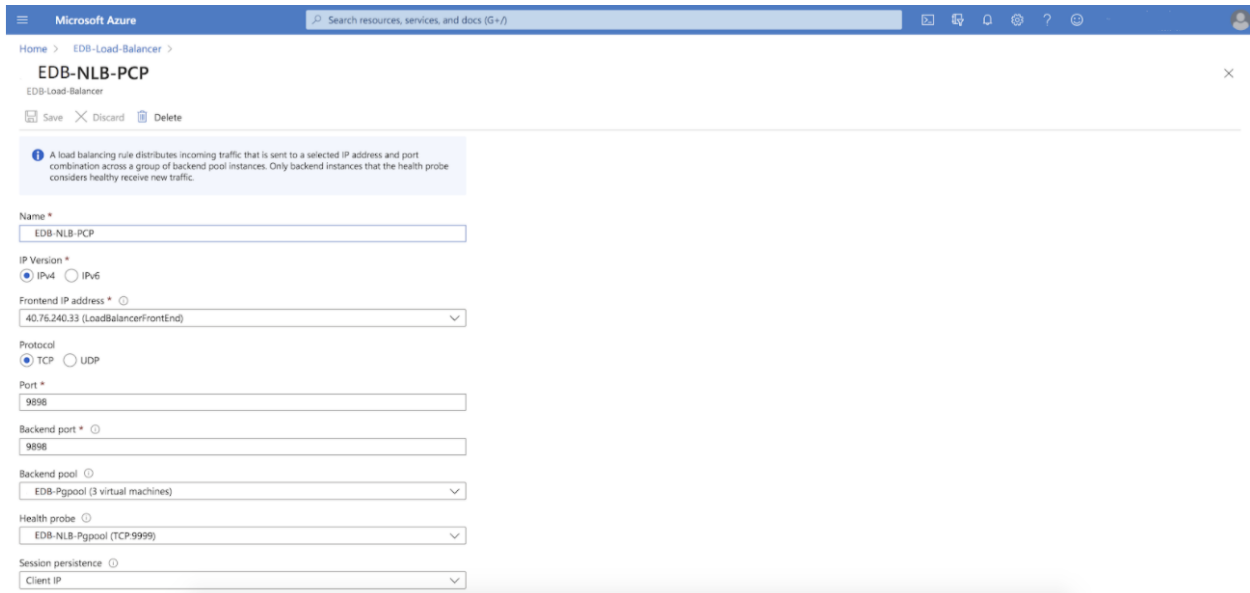 Microsoft Azure
Search resources, services, and docs (G+/)
Home > EDB-Load-Balancer >
EDB-NLB-PCP
EDB-Load-Balancer
Save Discard Delete
A load balancing rule distributes incoming traffic that is sent to a selected IP address and port
combination across a group of backend pool instances. Only backend instances that the health probe
considers healthy receive new traffic.
Name *
EDB-NLB-PCP
IP Version *
IPv4 IPv6
Frontend IP address *
40.76.240.33 (LoadBalancerFrontEnd)
Protocol
TCP UDP
Port *
9898
Backend port *
9898
Backend pool
EDB-Pgpool (3 virtual machines)
Health probe
EDB-NLB-Pgpool (TCP:9999)
Session persistence
Client IP